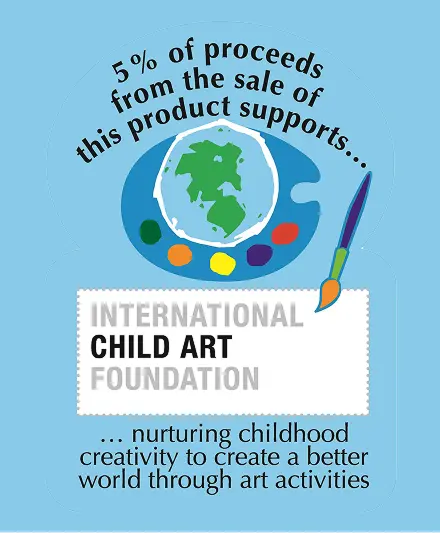 5% of proceeds
from the sale of
this product supports...
INTERNATIONAL
CHILD ART
FOUNDATION
... nurturing childhood
creativity to create a better
world through art activities